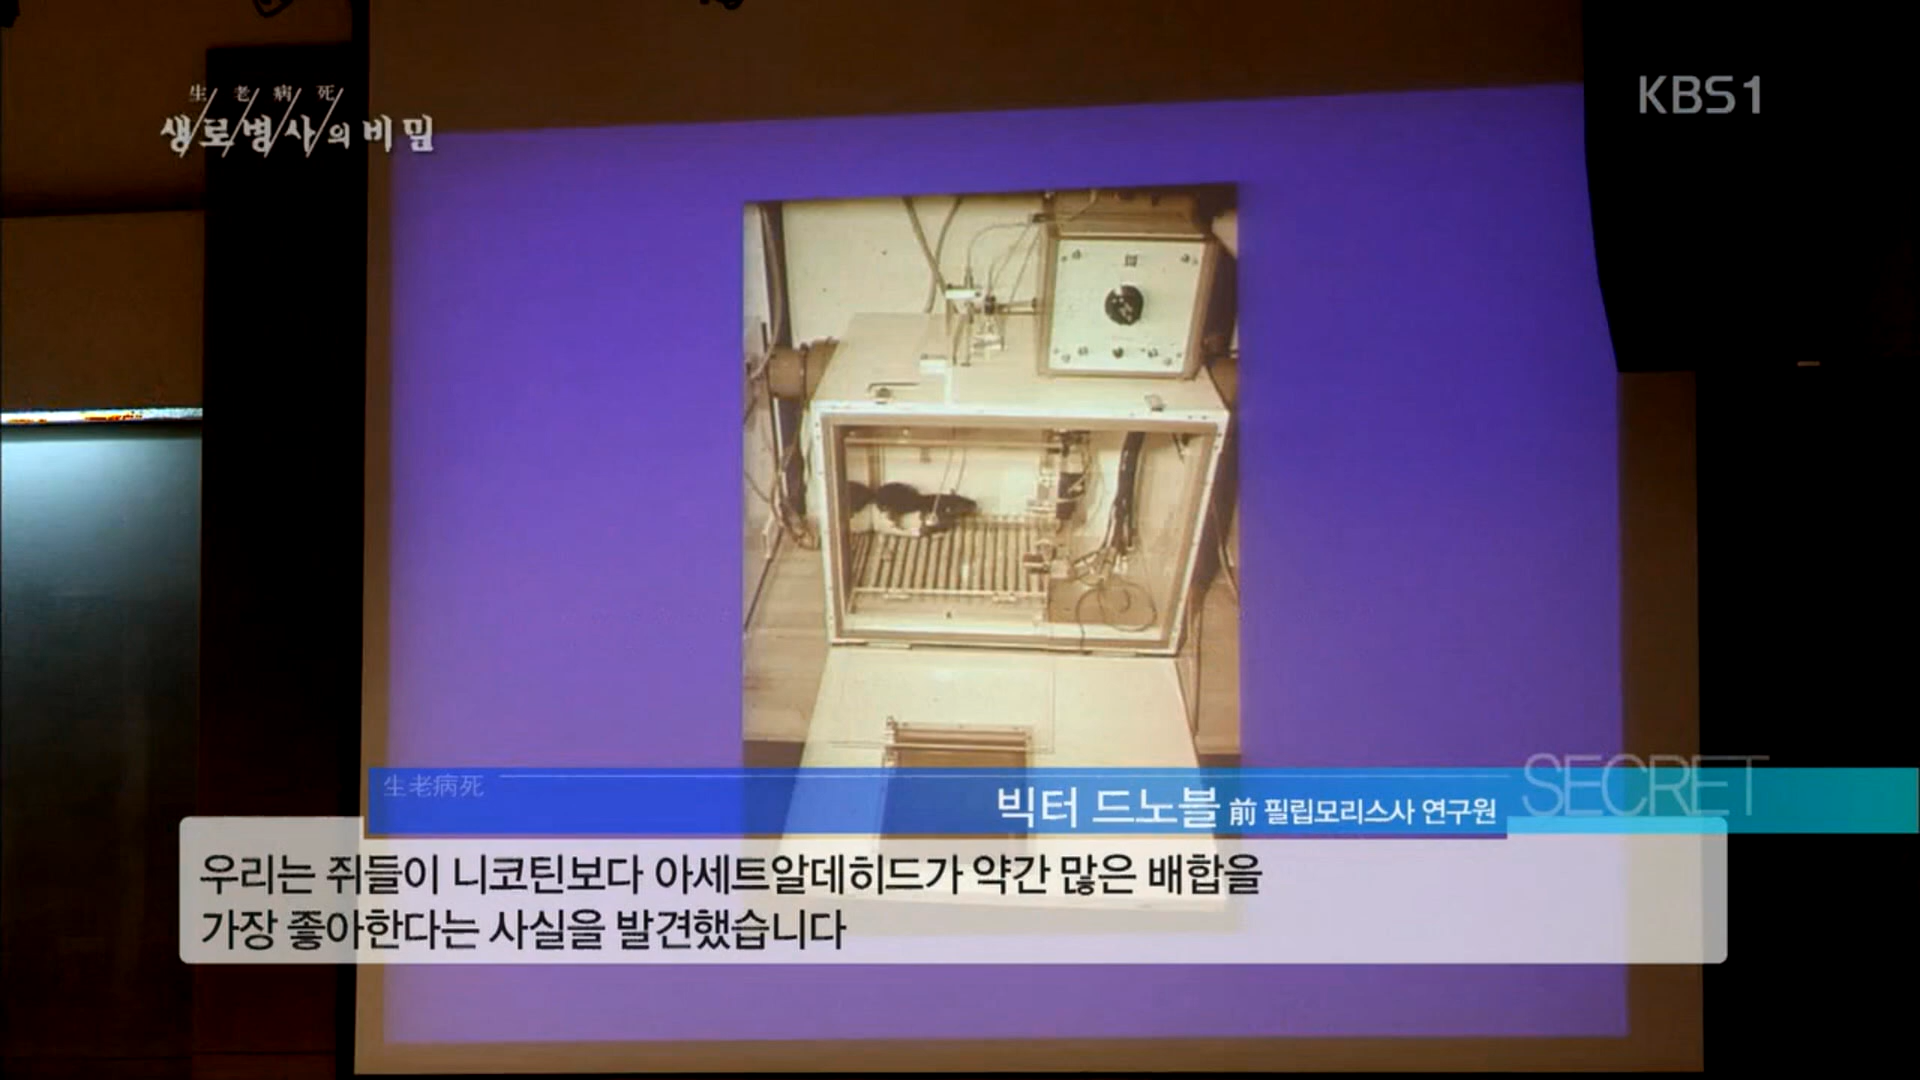 生老病死
생로병사의 비밀
KBS1
生老病死
SECRET
빅터 드노블 前 필립모리스사 연구원
우리는 쥐들이 니코틴보다 아세트알데히드가 약간 많은 배합을
가장 좋아한다는 사실을 발견했습니다